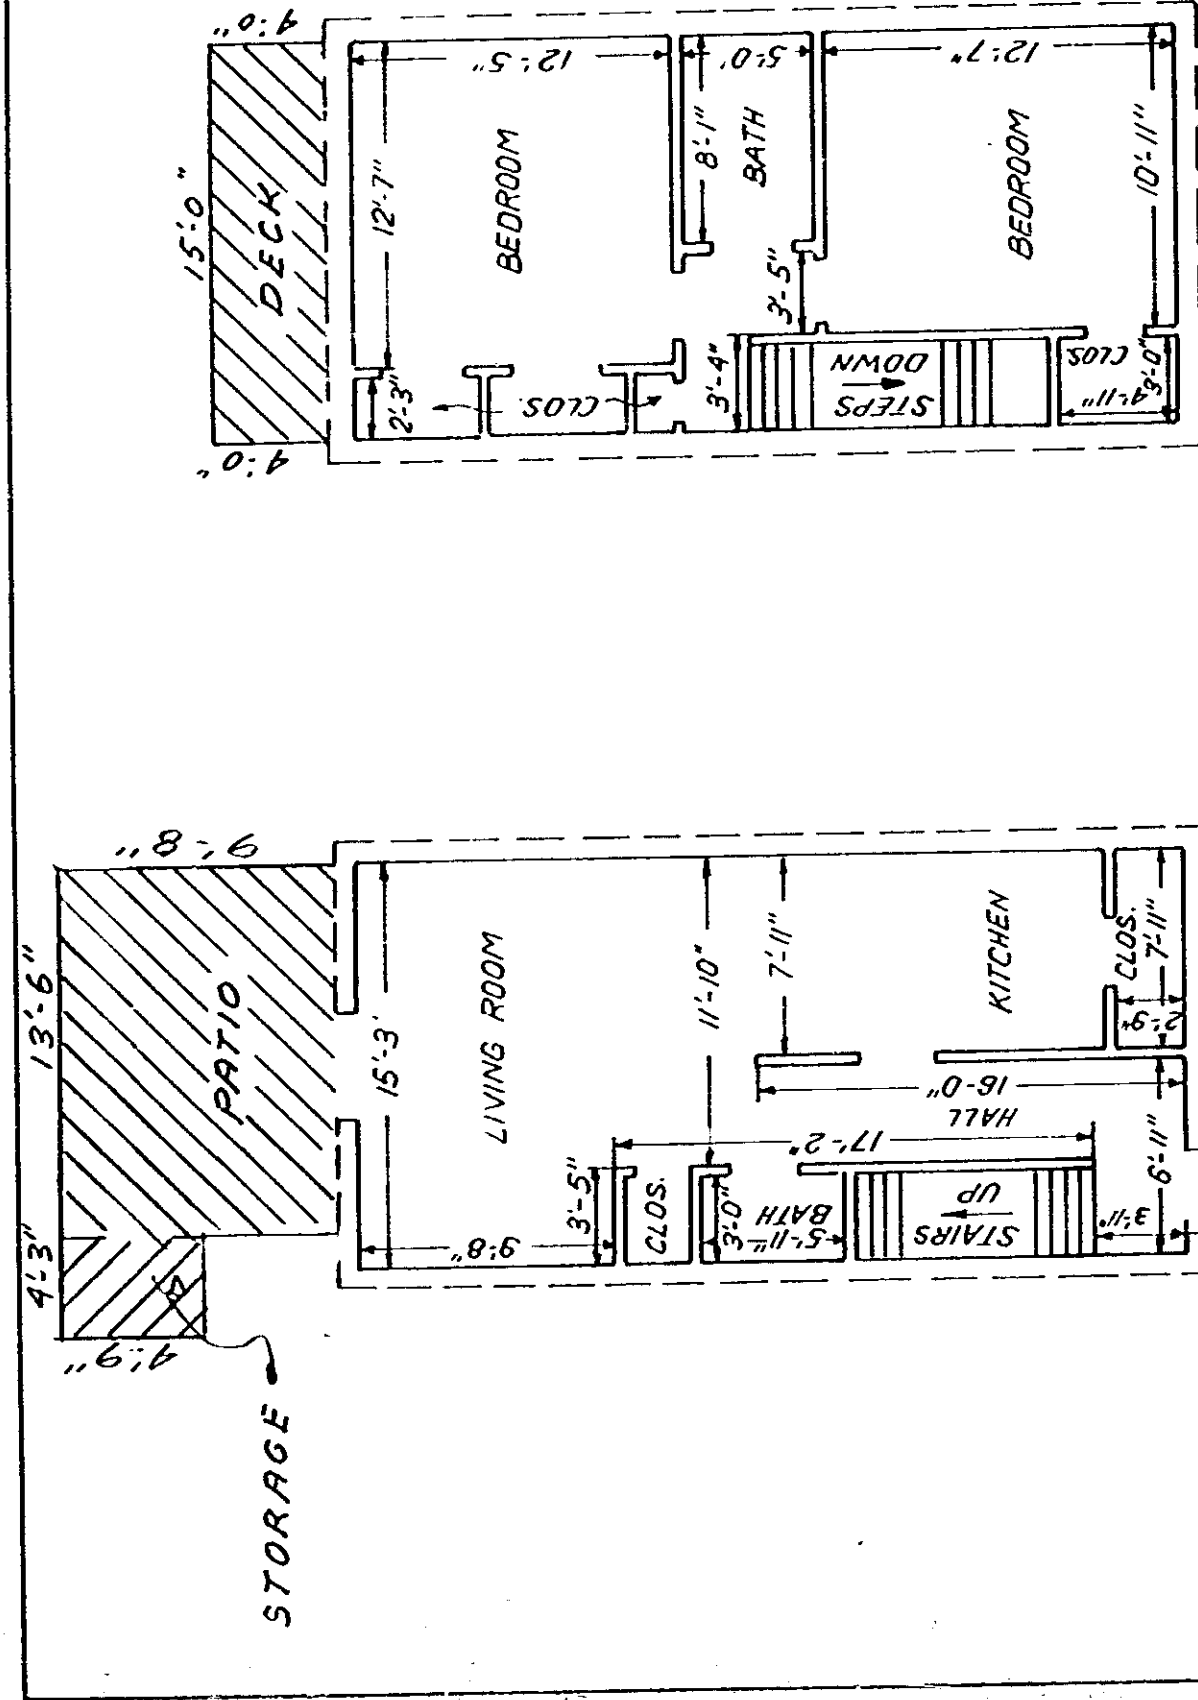 4'-0"
15'-0"
DECK
4'-0"
12'-5"
5'-0'
12'-7"
12'-7"
BEDROOM
8'-1"
BATH
BEDROOM
10'-11"
3'-5"
2'-3"
CLOS.
3'-4"
STEPS
DOWN
CLOS.
3'-0"
4'-11"
9'-8"
13'-6"
PATIO
4'-3"
4'-9"
STORAGE
15'-3'
LIVING ROOM
11'-10"
7'-11"
KITCHEN
CLOS.
7'-11"
2'-9"
16-0"
HALL
17'-2"
3'-5"
9'-8"
CLOS.
3'-0"
BATH
5'-11"
STAIRS
UP
6'-11"
3'-11"